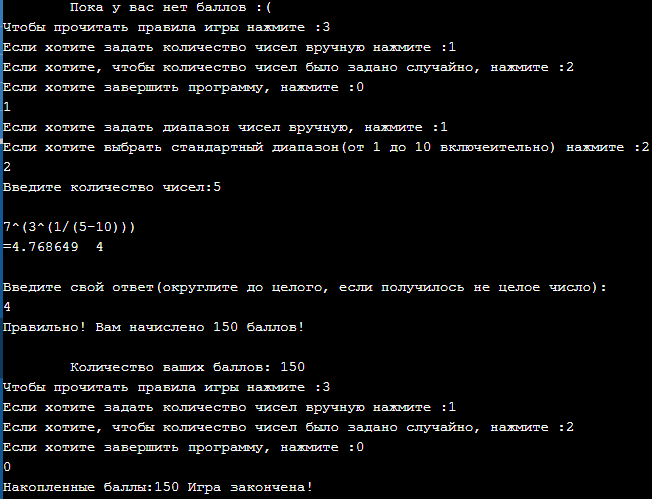 Пока у вас нет баллов :(
Чтобы прочитать правила игры нажмите :3
Если хотите задать количество чисел вручную нажмите :1
Если хотите, чтобы количество чисел было задано случайно, нажмите :2
Если хотите завершить программу, нажмите :0
1
Если хотите задать диапазон чисел вручную, нажмите :1
Если хотите выбрать стандартный диапазон(от 1 до 10 включеительно) нажмите :2
2
Введите количество чисел:5
7^(3^(1/(5-10)))
=4.768649  4
Введите свой ответ(округлите до целого, если получилось не целое число):
4
Правильно! Вам начислено 150 баллов!
Количество ваших баллов: 150
Чтобы прочитать правила игры нажмите :3
Если хотите задать количество чисел вручную нажмите :1
Если хотите, чтобы количество чисел было задано случайно, нажмите :2
Если хотите завершить программу, нажмите :0
0
Накопленные баллы:150 Игра закончена!